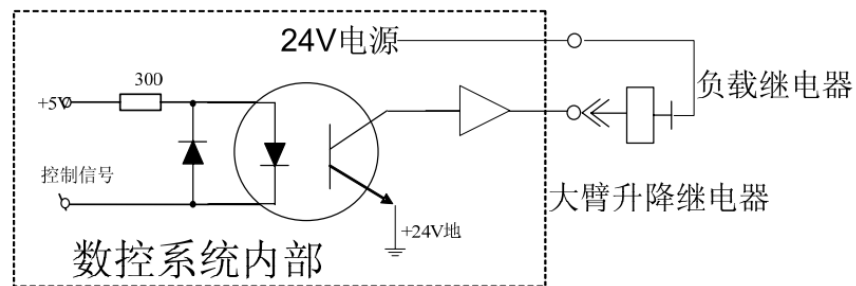 24V电源
300
+5V
负载继电器
控制信号
大臂升降继电器
+24V地
数控系统内部